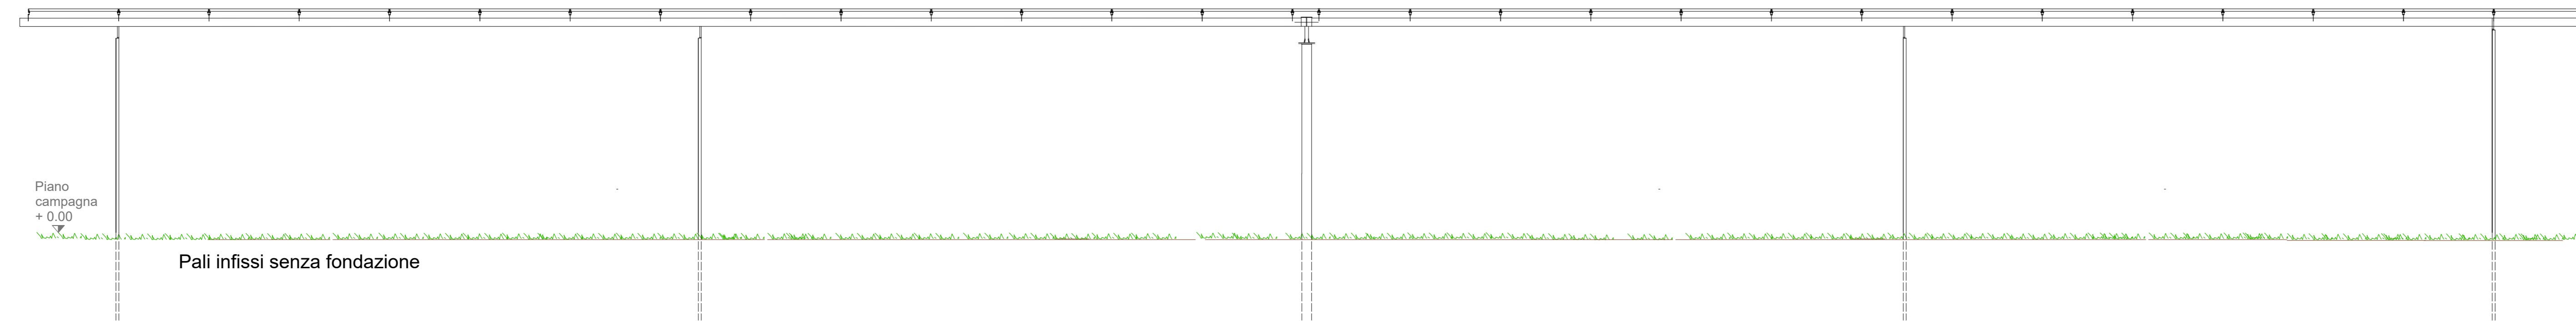 Piano
campagna
+ 0.00
Pali infissi senza fondazione